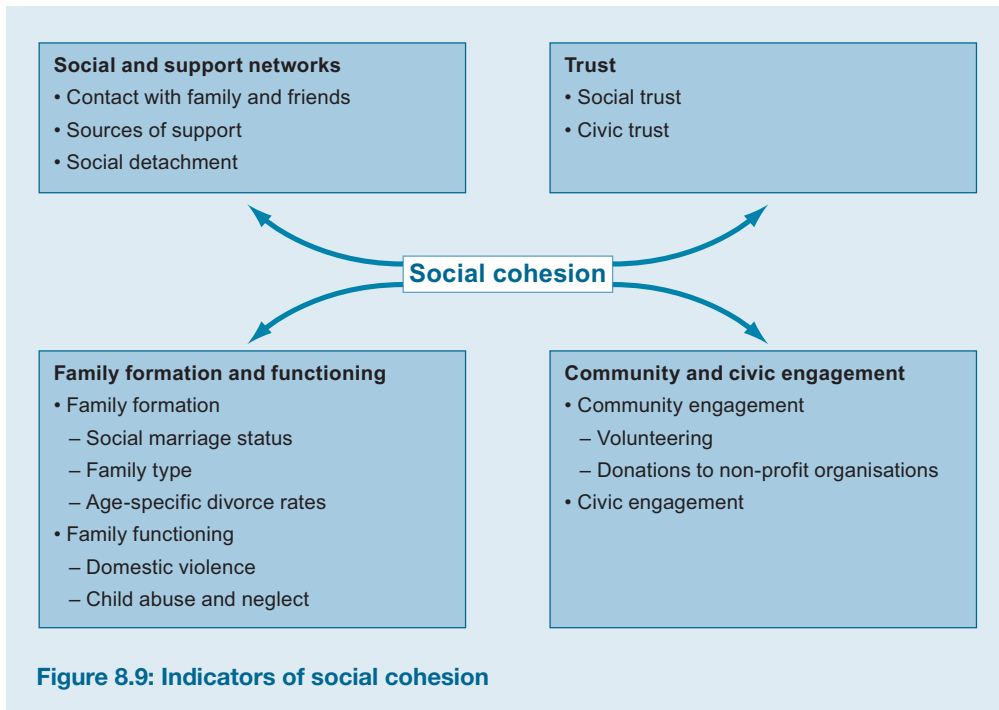 Social and support networks
• Contact with family and friends
• Sources of support
• Social detachment
Trust
• Social trust
• Civic trust
Social cohesion
Family formation and functioning
• Family formation
– Social marriage status
– Family type
– Age-specific divorce rates
• Family functioning
– Domestic violence
– Child abuse and neglect
Community and civic engagement
• Community engagement
– Volunteering
– Donations to non-profit organisations
• Civic engagement
Figure 8.9: Indicators of social cohesion